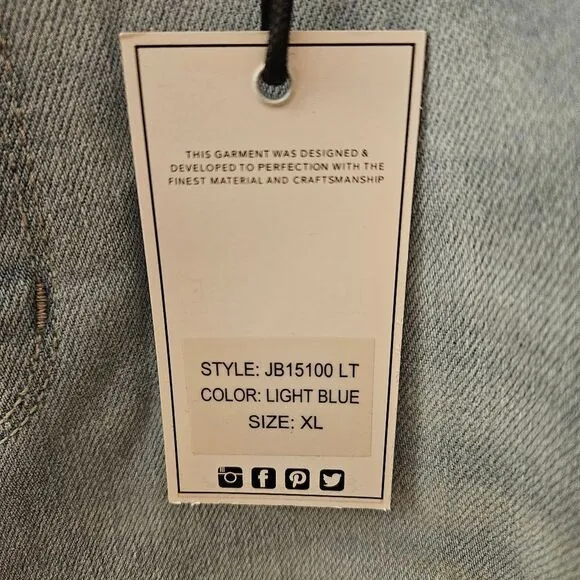 THIS GARMENT WAS DESIGNED &
DEVELOPED TO PERFECTION WITH THE
FINEST MATERIAL AND CRAFTSMANSHIP
STYLE: JB15100 LT
COLOR: LIGHT BLUE
SIZE: XL